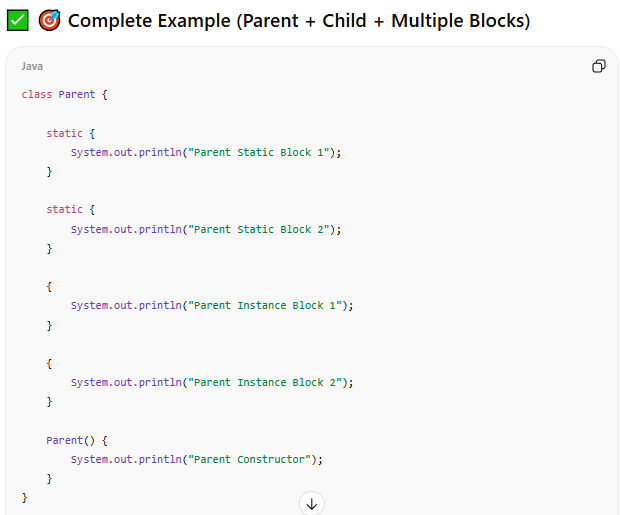 ✅ 🎯 Complete Example (Parent + Child + Multiple Blocks)
Java
class Parent {
    static {
        System.out.println("Parent Static Block 1");
    }
    static {
        System.out.println("Parent Static Block 2");
    }
    {
        System.out.println("Parent Instance Block 1");
    }
    {
        System.out.println("Parent Instance Block 2");
    }
    Parent() {
        System.out.println("Parent Constructor");
    }
}